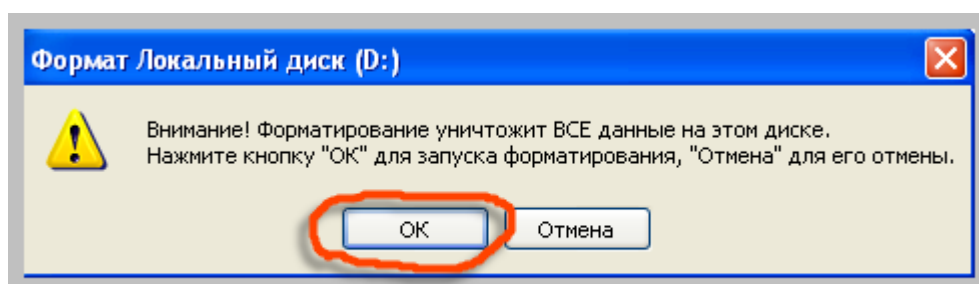 Формат Локальный диск (D:)
Внимание! Форматирование уничтожит ВСЕ данные на этом диске.
Нажмите кнопку "ОК" для запуска форматирования, "Отмена" для его отмены.
ОК
Отмена